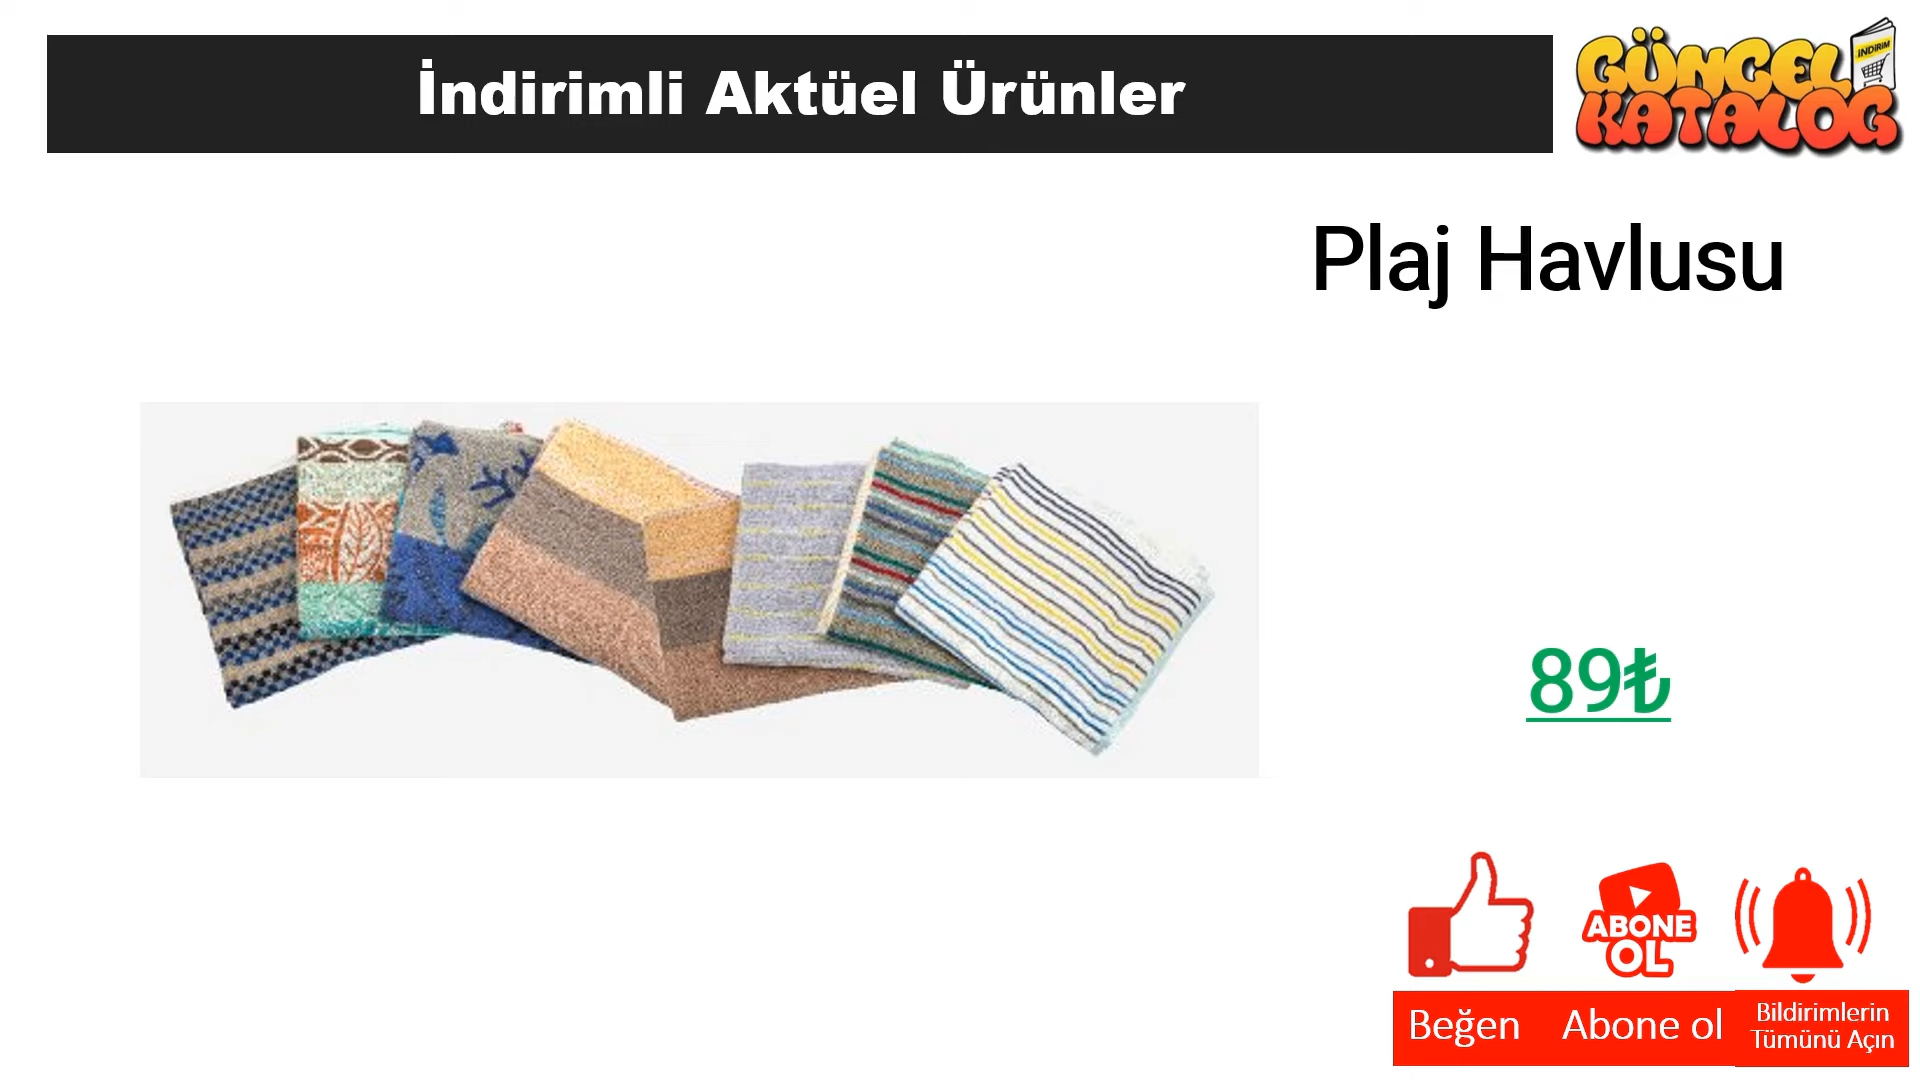 İndirimli Aktüel Ürünler
GÜNCEL
KATALOG
İNDİRİM
Plaj Havlusu
89₺
ABONE
OL
Beğen
Abone ol
Bildirimlerin
Tümünü Açın